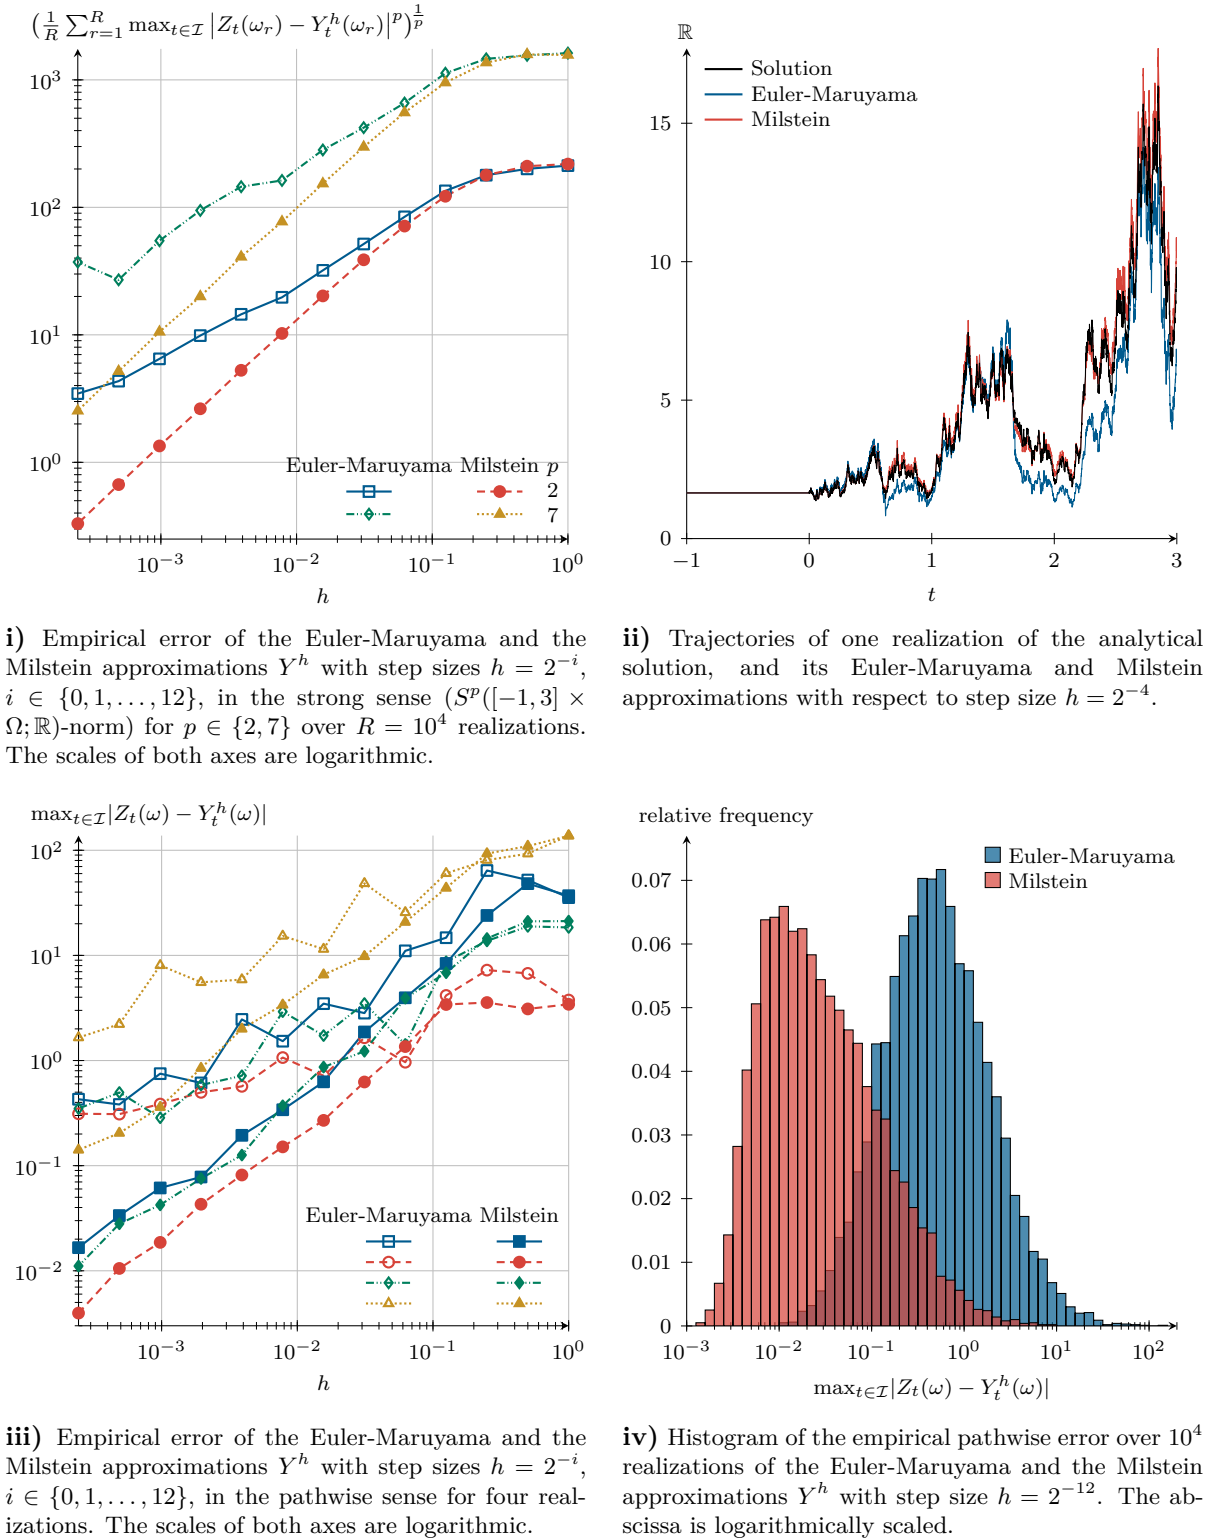 (1/R ∑_{r=1}^{R} max_{t∈ℐ} |Z_t(ω_r) − Y_t^h(ω_r)|^p)^{1/p}
10^3
10^2
10^1
10^0
Euler-Maruyama Milstein p
2
7
10^−3 10^−2 10^−1 10^0
h
ℝ
Solution
Euler-Maruyama
Milstein
15
10
5
0
−1 0 1 2 3
t
i) Empirical error of the Euler-Maruyama and the
Milstein approximations Y^h with step sizes h = 2^−i,
i ∈ {0, 1, . . . , 12}, in the strong sense (S^p([−1, 3] ×
Ω; ℝ)-norm) for p ∈ {2, 7} over R = 10^4 realizations.
The scales of both axes are logarithmic.
ii) Trajectories of one realization of the analytical
solution, and its Euler-Maruyama and Milstein
approximations with respect to step size h = 2^−4.
max_{t∈ℐ}|Z_t(ω) − Y_t^h(ω)|
10^2
10^1
10^0
10^−1
10^−2
Euler-Maruyama Milstein
10^−3 10^−2 10^−1 10^0
h
relative frequency
Euler-Maruyama
Milstein
0.07
0.06
0.05
0.04
0.03
0.02
0.01
0
10^−3 10^−2 10^−1 10^0 10^1 10^2
max_{t∈ℐ}|Z_t(ω) − Y_t^h(ω)|
iii) Empirical error of the Euler-Maruyama and the
Milstein approximations Y^h with step sizes h = 2^−i,
i ∈ {0, 1, . . . , 12}, in the pathwise sense for four real-
izations. The scales of both axes are logarithmic.
iv) Histogram of the empirical pathwise error over 10^4
realizations of the Euler-Maruyama and the Milstein
approximations Y^h with step size h = 2^−12. The ab-
scissa is logarithmically scaled.